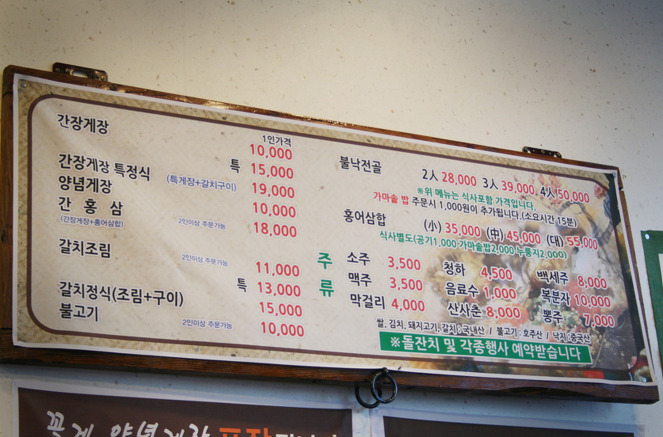 간장게장
1인가격
10,000
특 15,000
간장게장 특정식 (특게장+갈치구이) 19,000
양념게장 10,000
간 홍 삼 2인이상 주문가능 18,000
(간장게장+홍어삼합)
갈치조림 2인이상 주문가능 11,000
특 13,000
갈치정식(조림+구이) 15,000
불고기 2인이상 주문가능 10,000
불낙전골 2人 28,000 3人 39,000 4人 50,000
※위 메뉴는 식사포함 가격입니다.
가마솥 밥 주문시 1,000원이 추가됩니다.(소요시간 15분)
홍어삼합 (小) 35,000 (中) 45,000 (대) 55,000
식사별도(공기1,000 가마솥밥2,000 누룽지2,000)
주류
소주 3,500 청하 4,500 백세주 8,000
맥주 3,500 음료수 1,000 복분자 10,000
막걸리 4,000 산사춘 8,000 뽕주 7,000
쌀, 김치, 돼지고기, 갈치 : 국내산 / 불고기 : 호주산 / 낙지 : 중국산
※돌잔치 및 각종행사 예약받습니다
꽃게 양념게장 포장